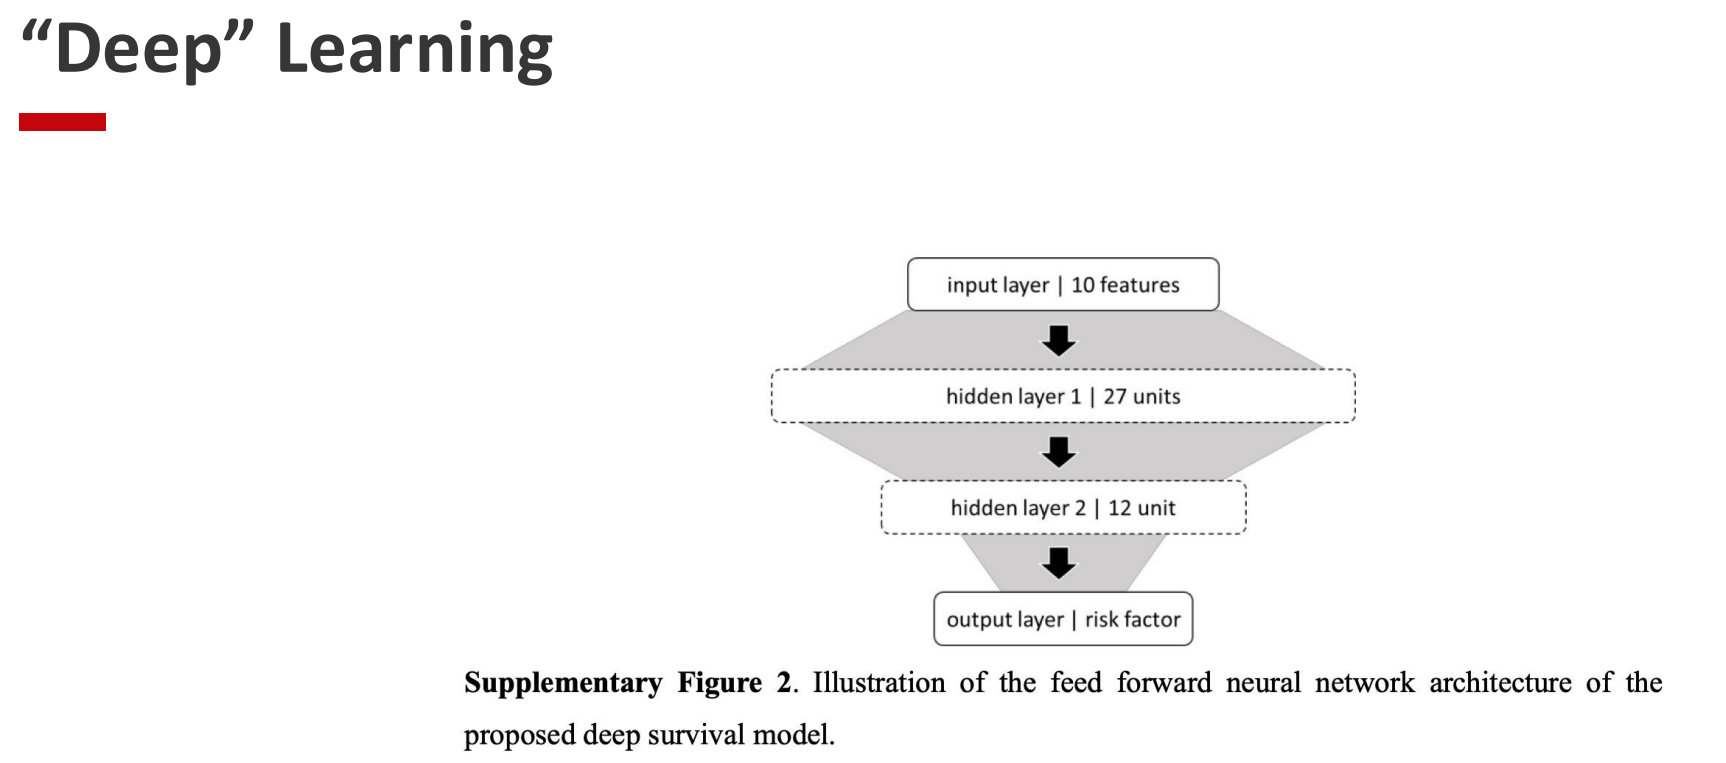 “Deep” Learning
input layer | 10 features
hidden layer 1 | 27 units
hidden layer 2 | 12 unit
output layer | risk factor
Supplementary Figure 2. Illustration of the feed forward neural network architecture of the
proposed deep survival model.